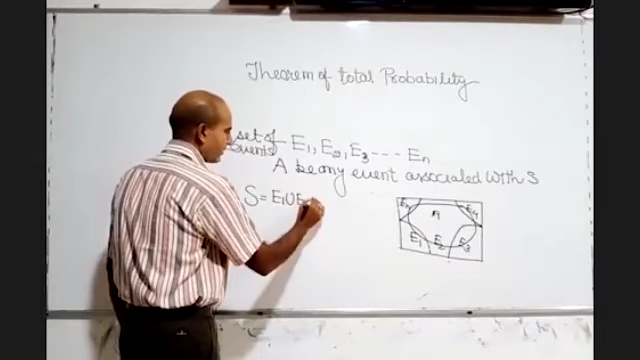 Theorem of total Probability
set of events E1, E2, E3 --- En
A be any event associated with S
S = E1 U E
En A E4
E1 E2 E3